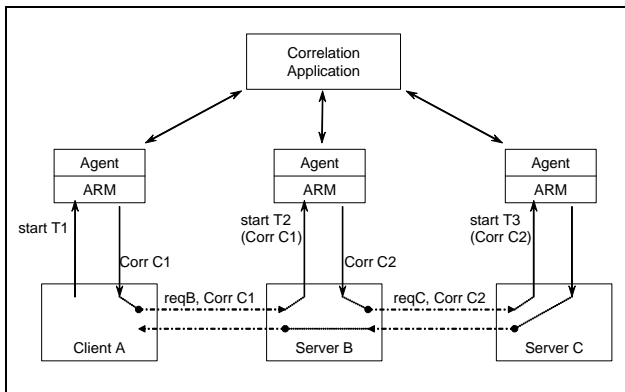 Correlation
Application
Agent
ARM
Agent
ARM
Agent
ARM
start T1
start T2
(Corr C1)
start T3
(Corr C2)
Corr C1
Corr C2
reqB, Corr C1
reqC, Corr C2
Client A
Server B
Server C